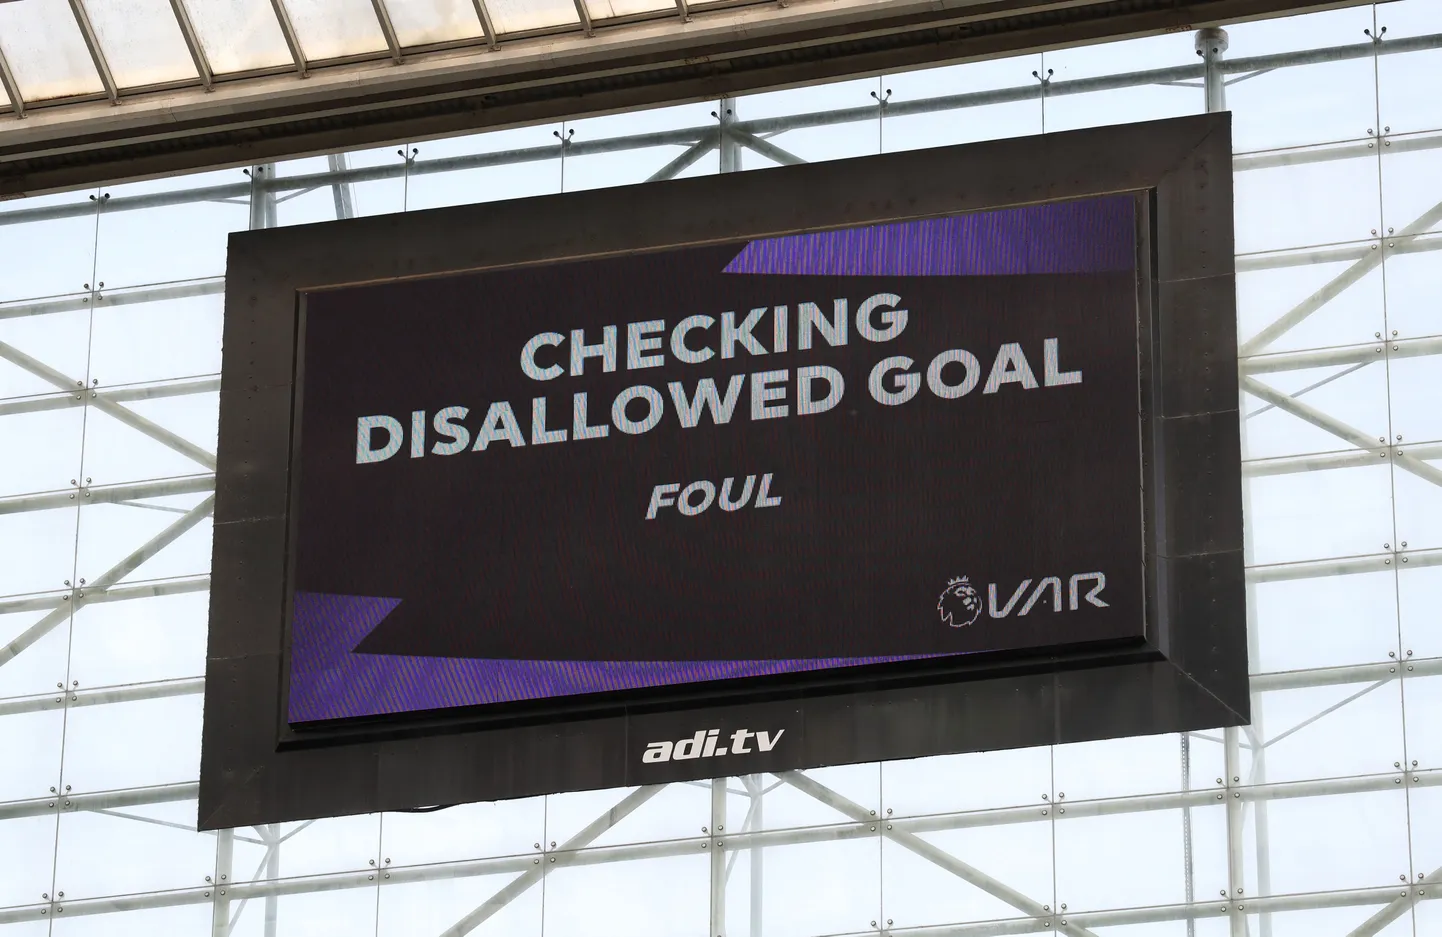 CHECKING
DISALLOWED GOAL
FOUL
VAR
adi.tv